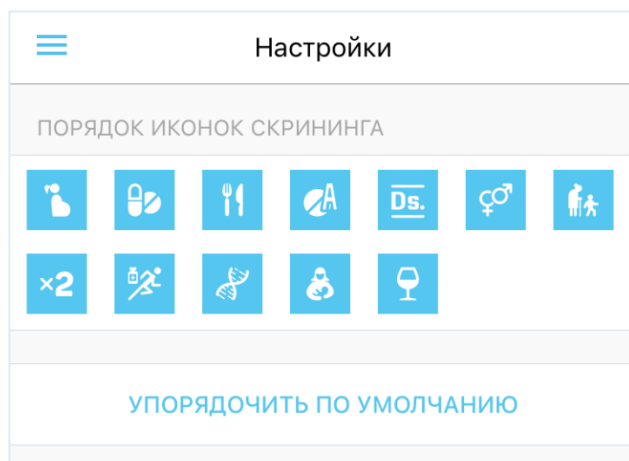 Настройки
ПОРЯДОК ИКОНОК СКРИНИНГА
A Ds.
×2
УПОРЯДОЧИТЬ ПО УМОЛЧАНИЮ